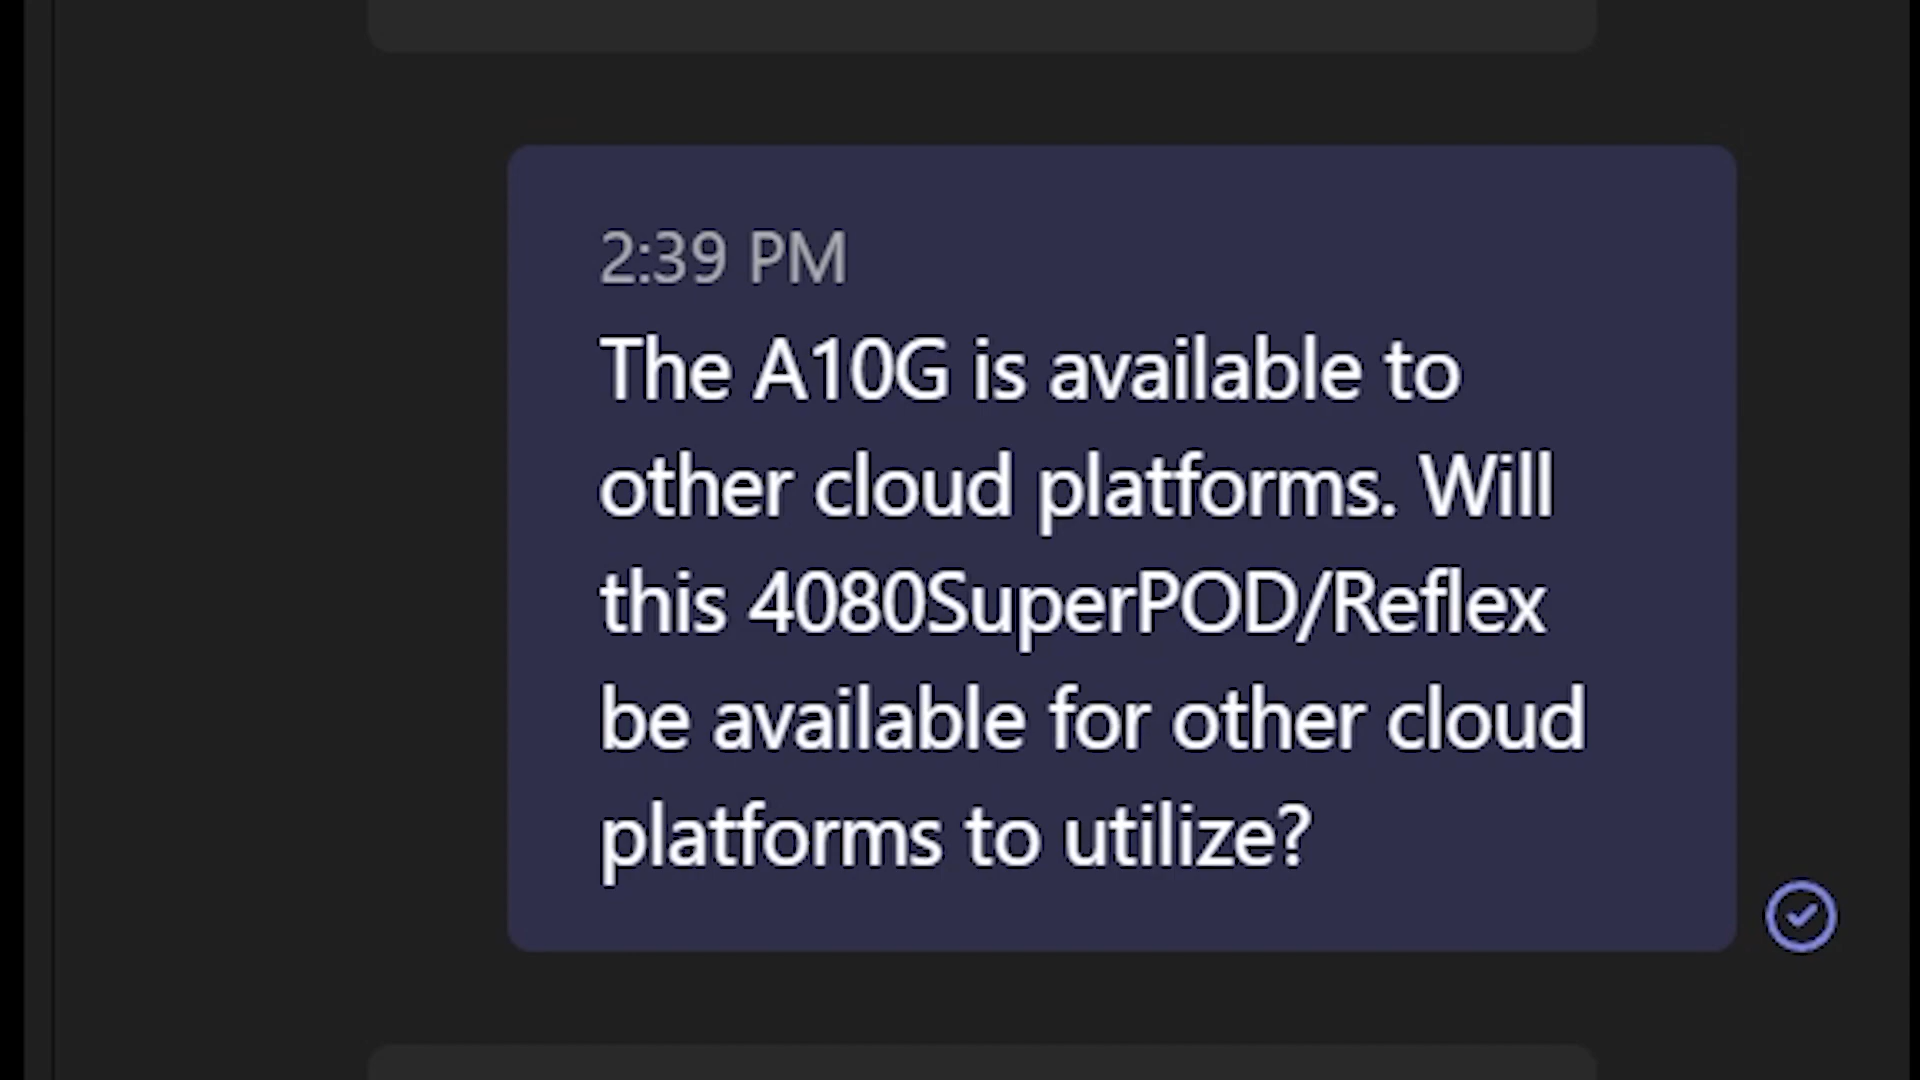 2:39 PM
The A10G is available to
other cloud platforms. Will
this 4080SuperPOD/Reflex
be available for other cloud
platforms to utilize?